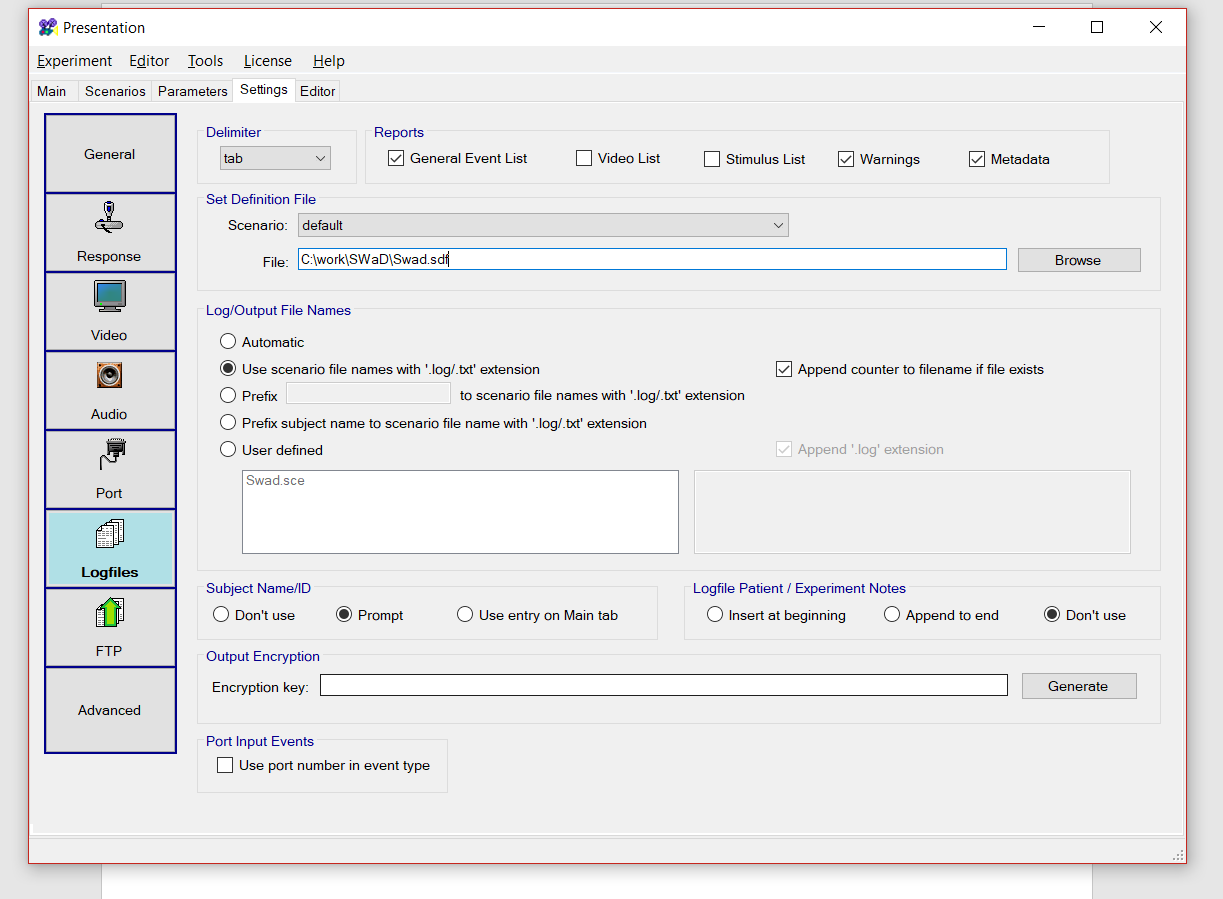 Presentation
Experiment Editor Tools License Help
Main Scenarios Parameters Settings Editor
General
Response
Video
Audio
Port
Logfiles
FTP
Advanced
Delimiter
tab
Reports
General Event List Video List Stimulus List Warnings Metadata
Set Definition File
Scenario: default
File: C:\work\SWaD\Swad.sdf Browse
Log/Output File Names
Automatic
Use scenario file names with '.log/.txt' extension Append counter to filename if file exists
Prefix to scenario file names with '.log/.txt' extension
Prefix subject name to scenario file name with '.log/.txt' extension
User defined Append '.log' extension
Swad.sce
Subject Name/ID
Don't use Prompt Use entry on Main tab
Logfile Patient / Experiment Notes
Insert at beginning Append to end Don't use
Output Encryption
Encryption key: Generate
Port Input Events
Use port number in event type